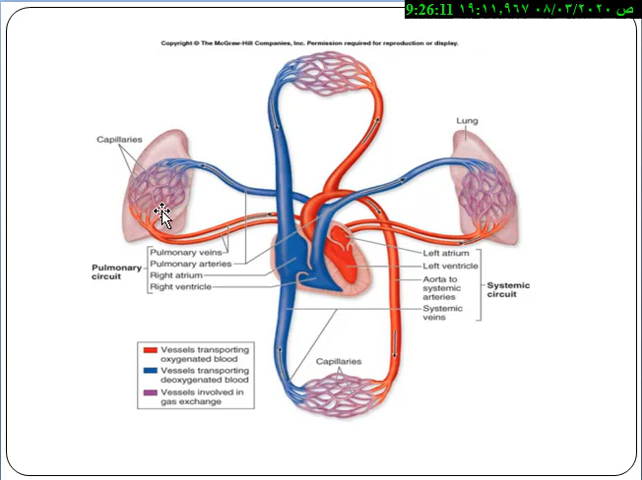 9:26:11 ١٩:١١,٩٦٧ ٠٨/٠٣/٢٠٢٠ ص
Copyright © The McGraw-Hill Companies, Inc. Permission required for reproduction or display.
Capillaries
Lung
Pulmonary circuit
Pulmonary veins
Pulmonary arteries
Right atrium
Right ventricle
Left atrium
Left ventricle
Aorta to
systemic
arteries
Systemic
veins
Systemic
circuit
Capillaries
Vessels transporting
oxygenated blood
Vessels transporting
deoxygenated blood
Vessels involved in
gas exchange